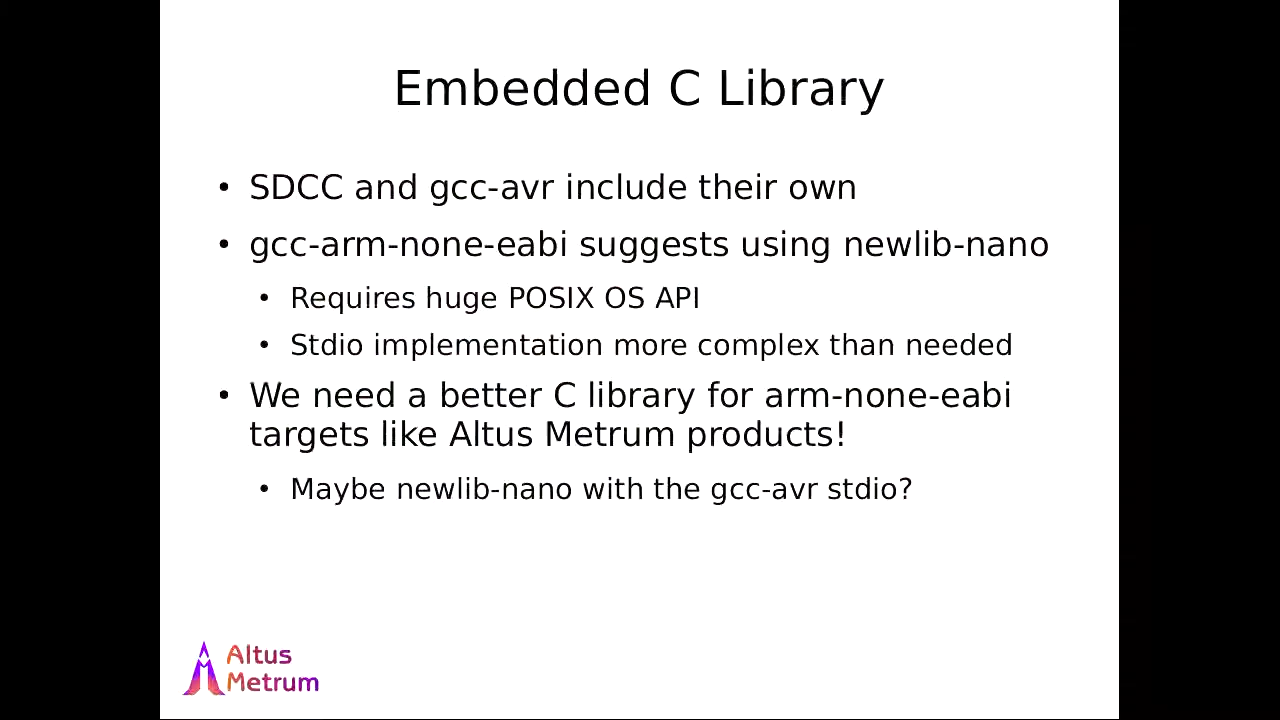 Embedded C Library
• SDCC and gcc-avr include their own
• gcc-arm-none-eabi suggests using newlib-nano
• Requires huge POSIX OS API
• Stdio implementation more complex than needed
• We need a better C library for arm-none-eabi
targets like Altus Metrum products!
• Maybe newlib-nano with the gcc-avr stdio?
Altus
Metrum